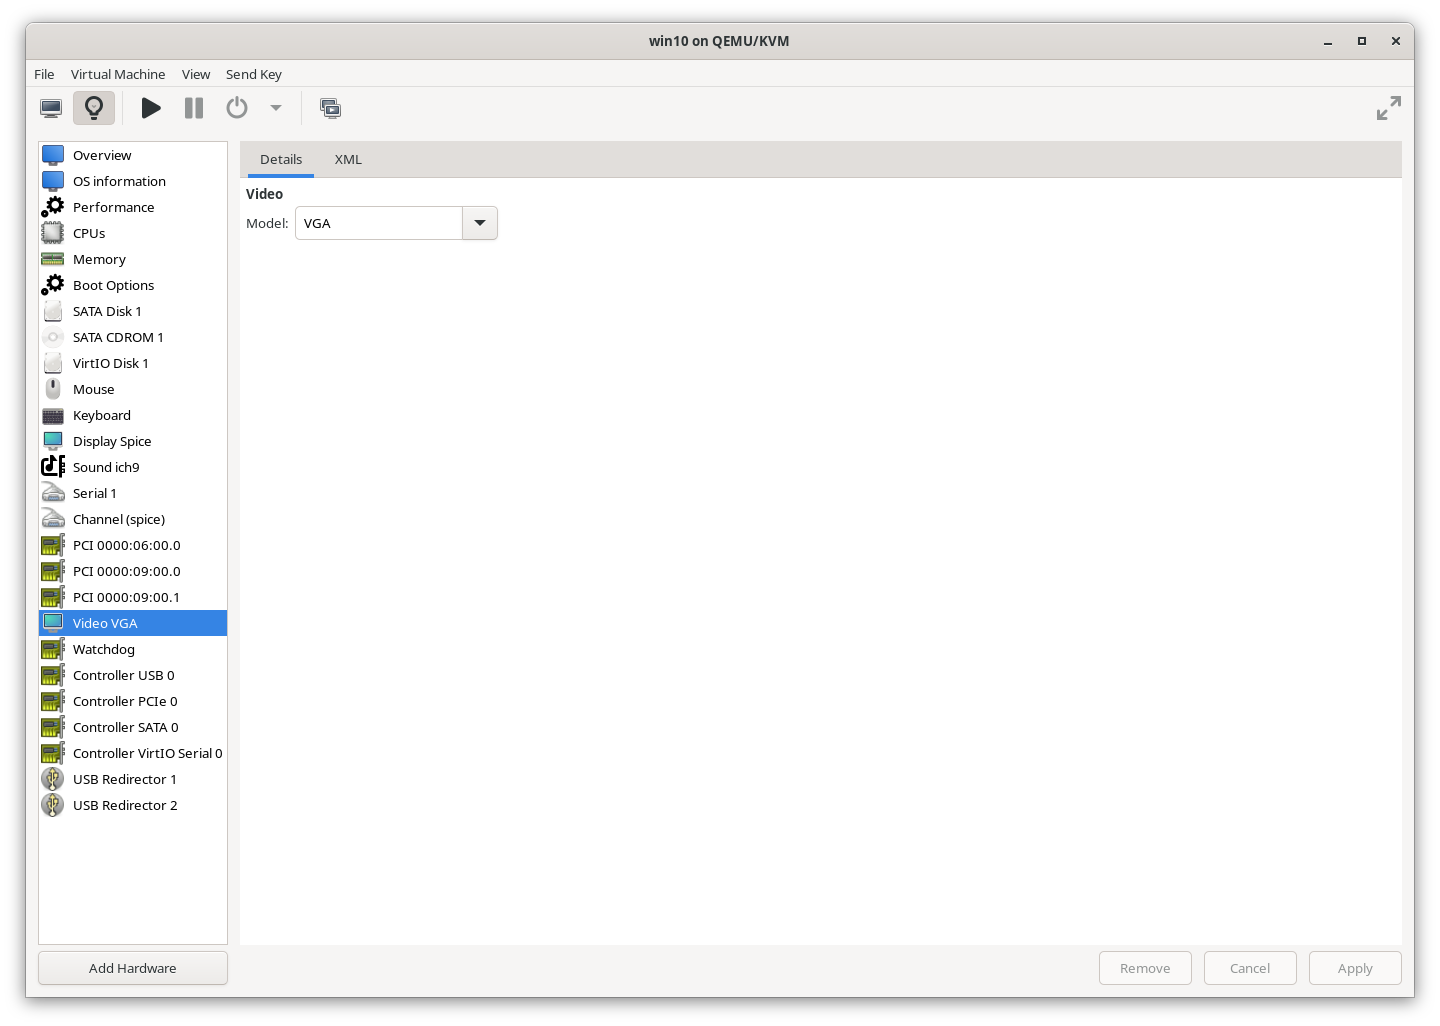 win10 on QEMU/KVM
File Virtual Machine View Send Key
Overview
OS information
Performance
CPUs
Memory
Boot Options
SATA Disk 1
SATA CDROM 1
VirtIO Disk 1
Mouse
Keyboard
Display Spice
Sound ich9
Serial 1
Channel (spice)
PCI 0000:06:00.0
PCI 0000:09:00.0
PCI 0000:09:00.1
Video VGA
Watchdog
Controller USB 0
Controller PCIe 0
Controller SATA 0
Controller VirtIO Serial 0
USB Redirector 1
USB Redirector 2
Add Hardware
Details XML
Video
Model: VGA
Remove Cancel Apply